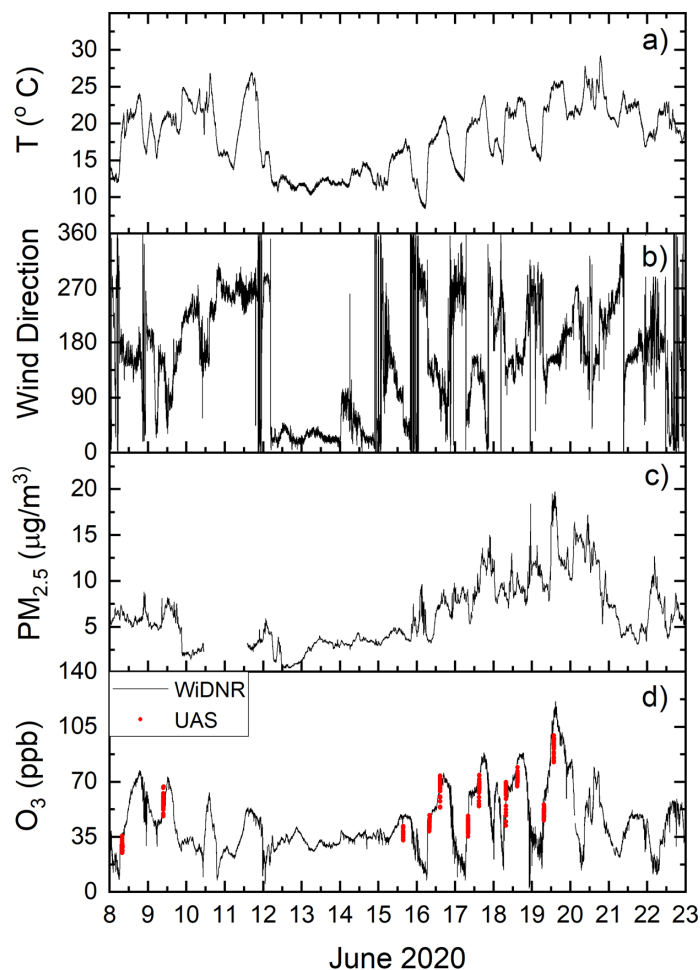 a)
T (° C)
30
25
20
15
10
b)
Wind Direction
360
270
180
90
0
c)
PM2.5 (μg/m3)
20
15
10
5
d)
O3 (ppb)
140
105
70
35
0
WiDNR
UAS
8 9 10 11 12 13 14 15 16 17 18 19 20 21 22 23
June 2020